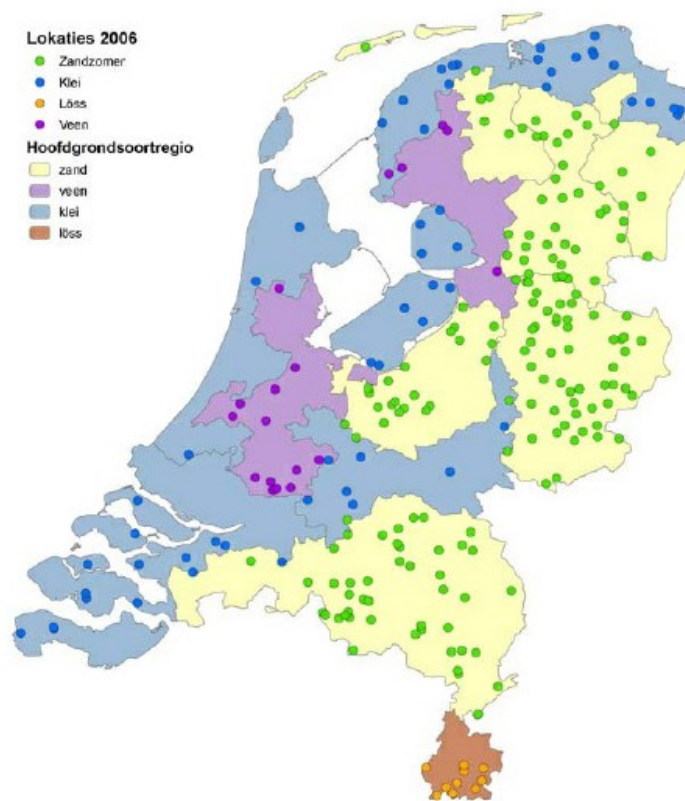 Lokaties 2006
Zandzomer
Klei
Löss
Veen
Hoofdgrondsoortregio
zand
veen
klei
löss